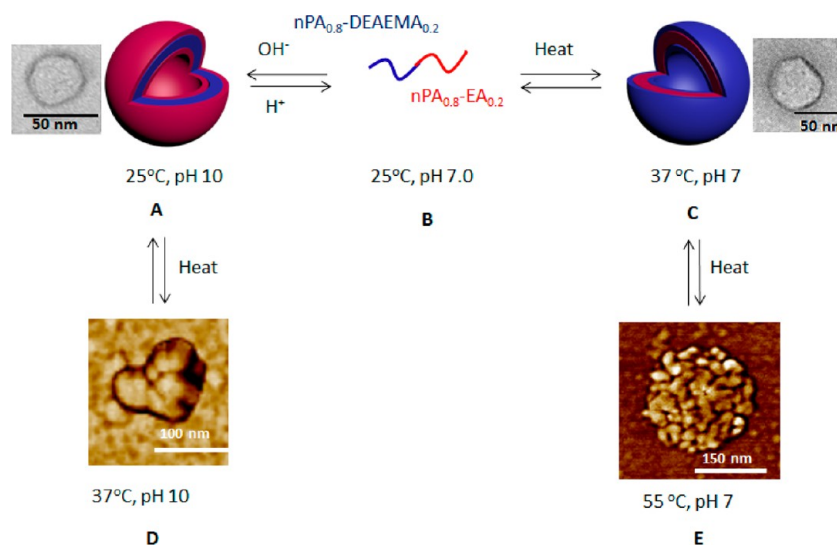 nPA0.8-DEAEMA0.2
OH-
H+
nPA0.8-EA0.2
Heat
50 nm
50 nm
25°C, pH 10
25°C, pH 7.0
37 °C, pH 7
A
B
C
Heat
Heat
100 nm
150 nm
37°C, pH 10
55 °C, pH 7
D
E